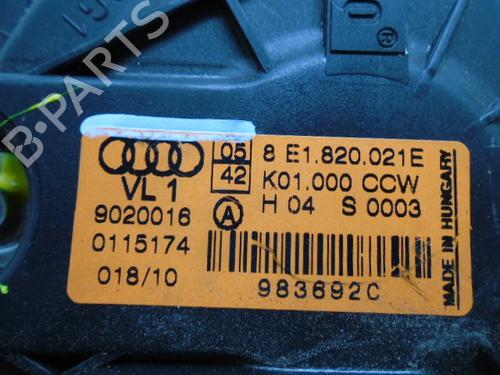 B-PARTS
O
VL 1
9020016
0115174
018/10
05
42
A
8 E1.820.021E
K01.000 CCW
H 04 S 0003
983692C
MADE IN HUNGARY